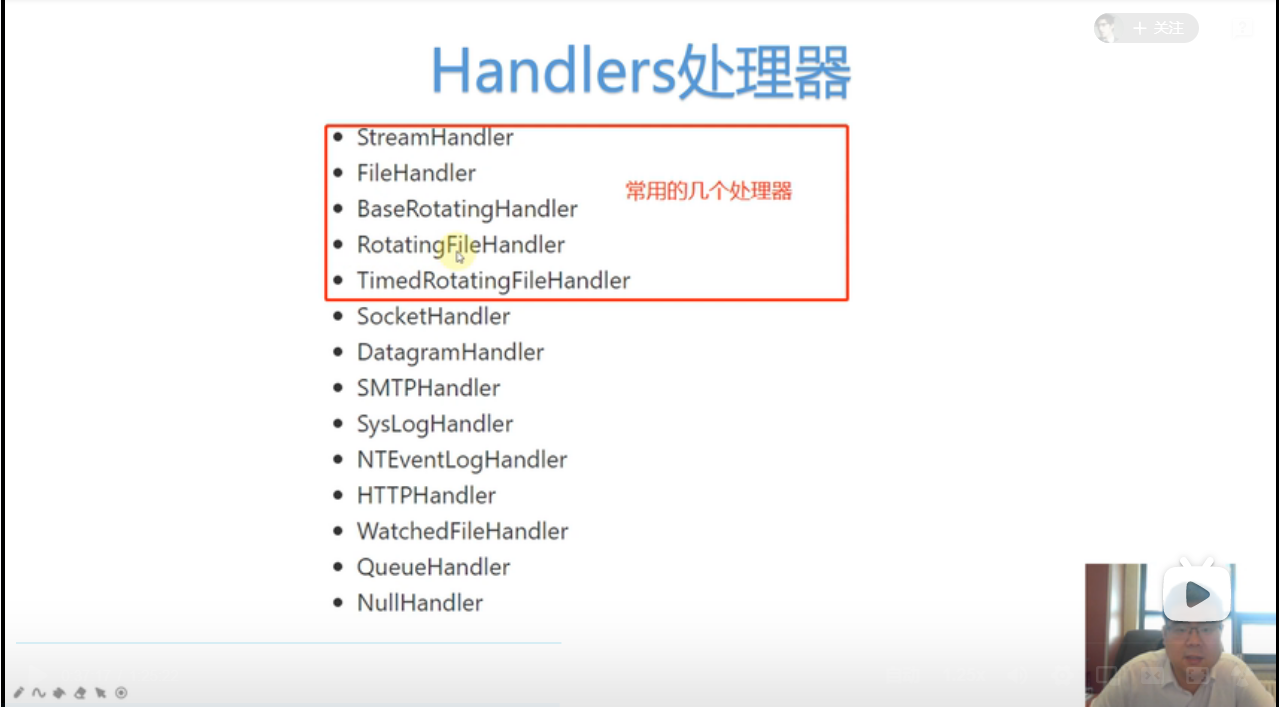 关注
Handlers处理器
StreamHandler
FileHandler
常用的几个处理器
BaseRotatingHandler
RotatingFileHandler
TimedRotatingFileHandler
SocketHandler
DatagramHandler
SMTPHandler
SysLogHandler
NTEventLogHandler
HTTPHandler
WatchedFileHandler
QueueHandler
NullHandler